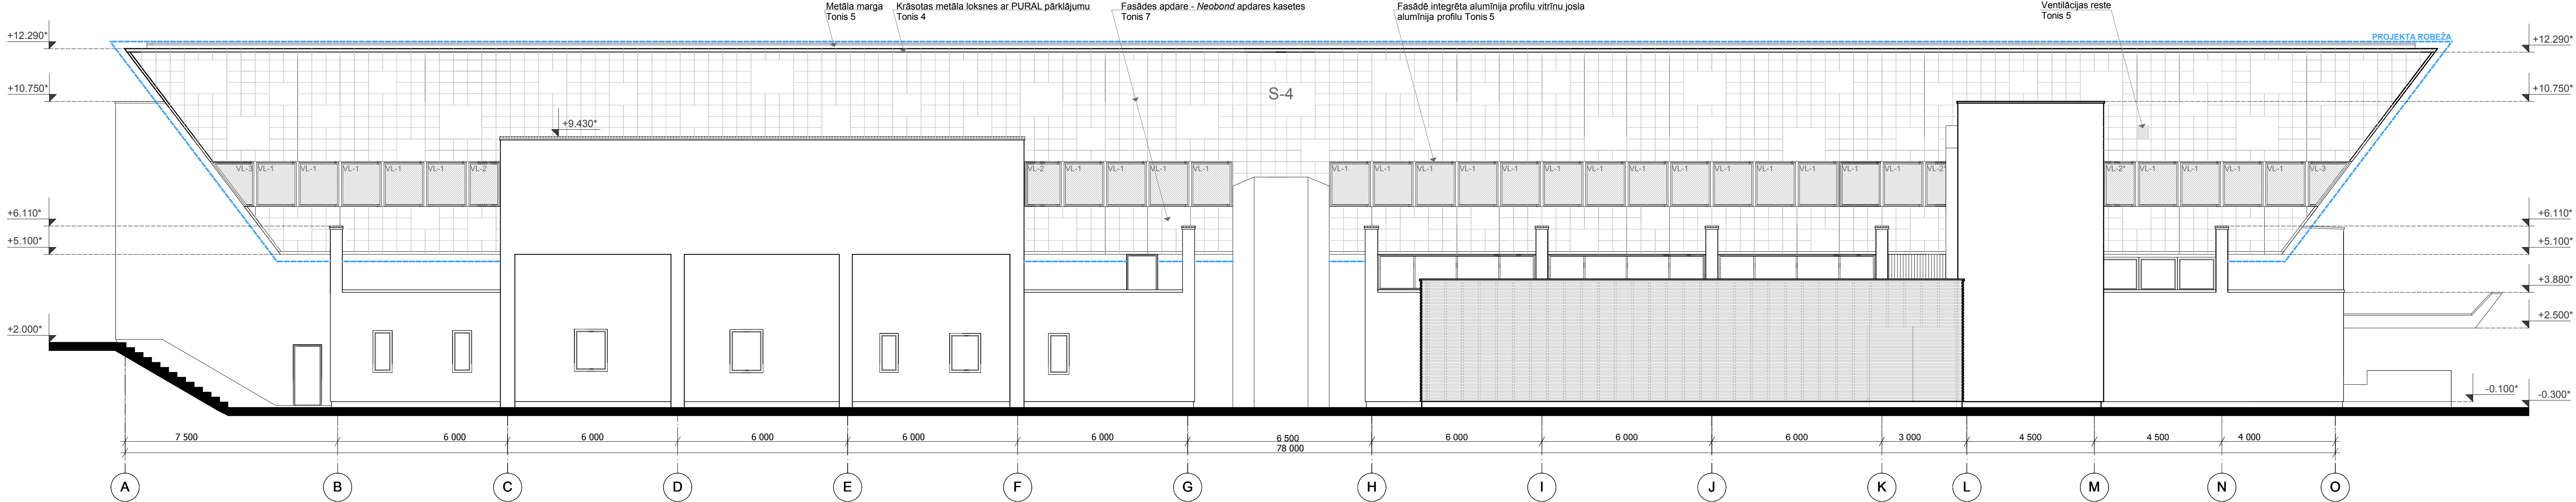 Metāla marga
Tonis 5
Krāsotas metāla loksnes ar PURAL pārklājumu
Tonis 4
Fasādes apdare - Neobond apdares kasetes
Tonis 7
Fasādē integrēta alumīnija profilu vitrīnu josla
alumīnija profilu Tonis 5
Ventilācijas reste
Tonis 5
PROJEKTA ROBEŽA
+12.290*
+12.290*
+10.750*
+10.750*
S-4
+9.430*
VL-3 VL-1 VL-1 VL-1 VL-1 VL-1 VL-2 VL-2 VL-1 VL-1 VL-1 VL-1 VL-1 VL-1 VL-1 VL-1 VL-1 VL-1 VL-1 VL-1 VL-1 VL-1 VL-1 VL-1 VL-1 VL-1 VL-2* VL-2* VL-1 VL-1 VL-1 VL-1 VL-3
+6.110*
+6.110*
+5.100*
+5.100*
+3.880*
+2.000*
+2.500*
-0.100*
-0.300*
7 500 6 000 6 000 6 000 6 000 6 000 6 500 6 000 6 000 6 000 3 000 4 500 4 500 4 000
78 000
A B C D E F G H I J K L M N O